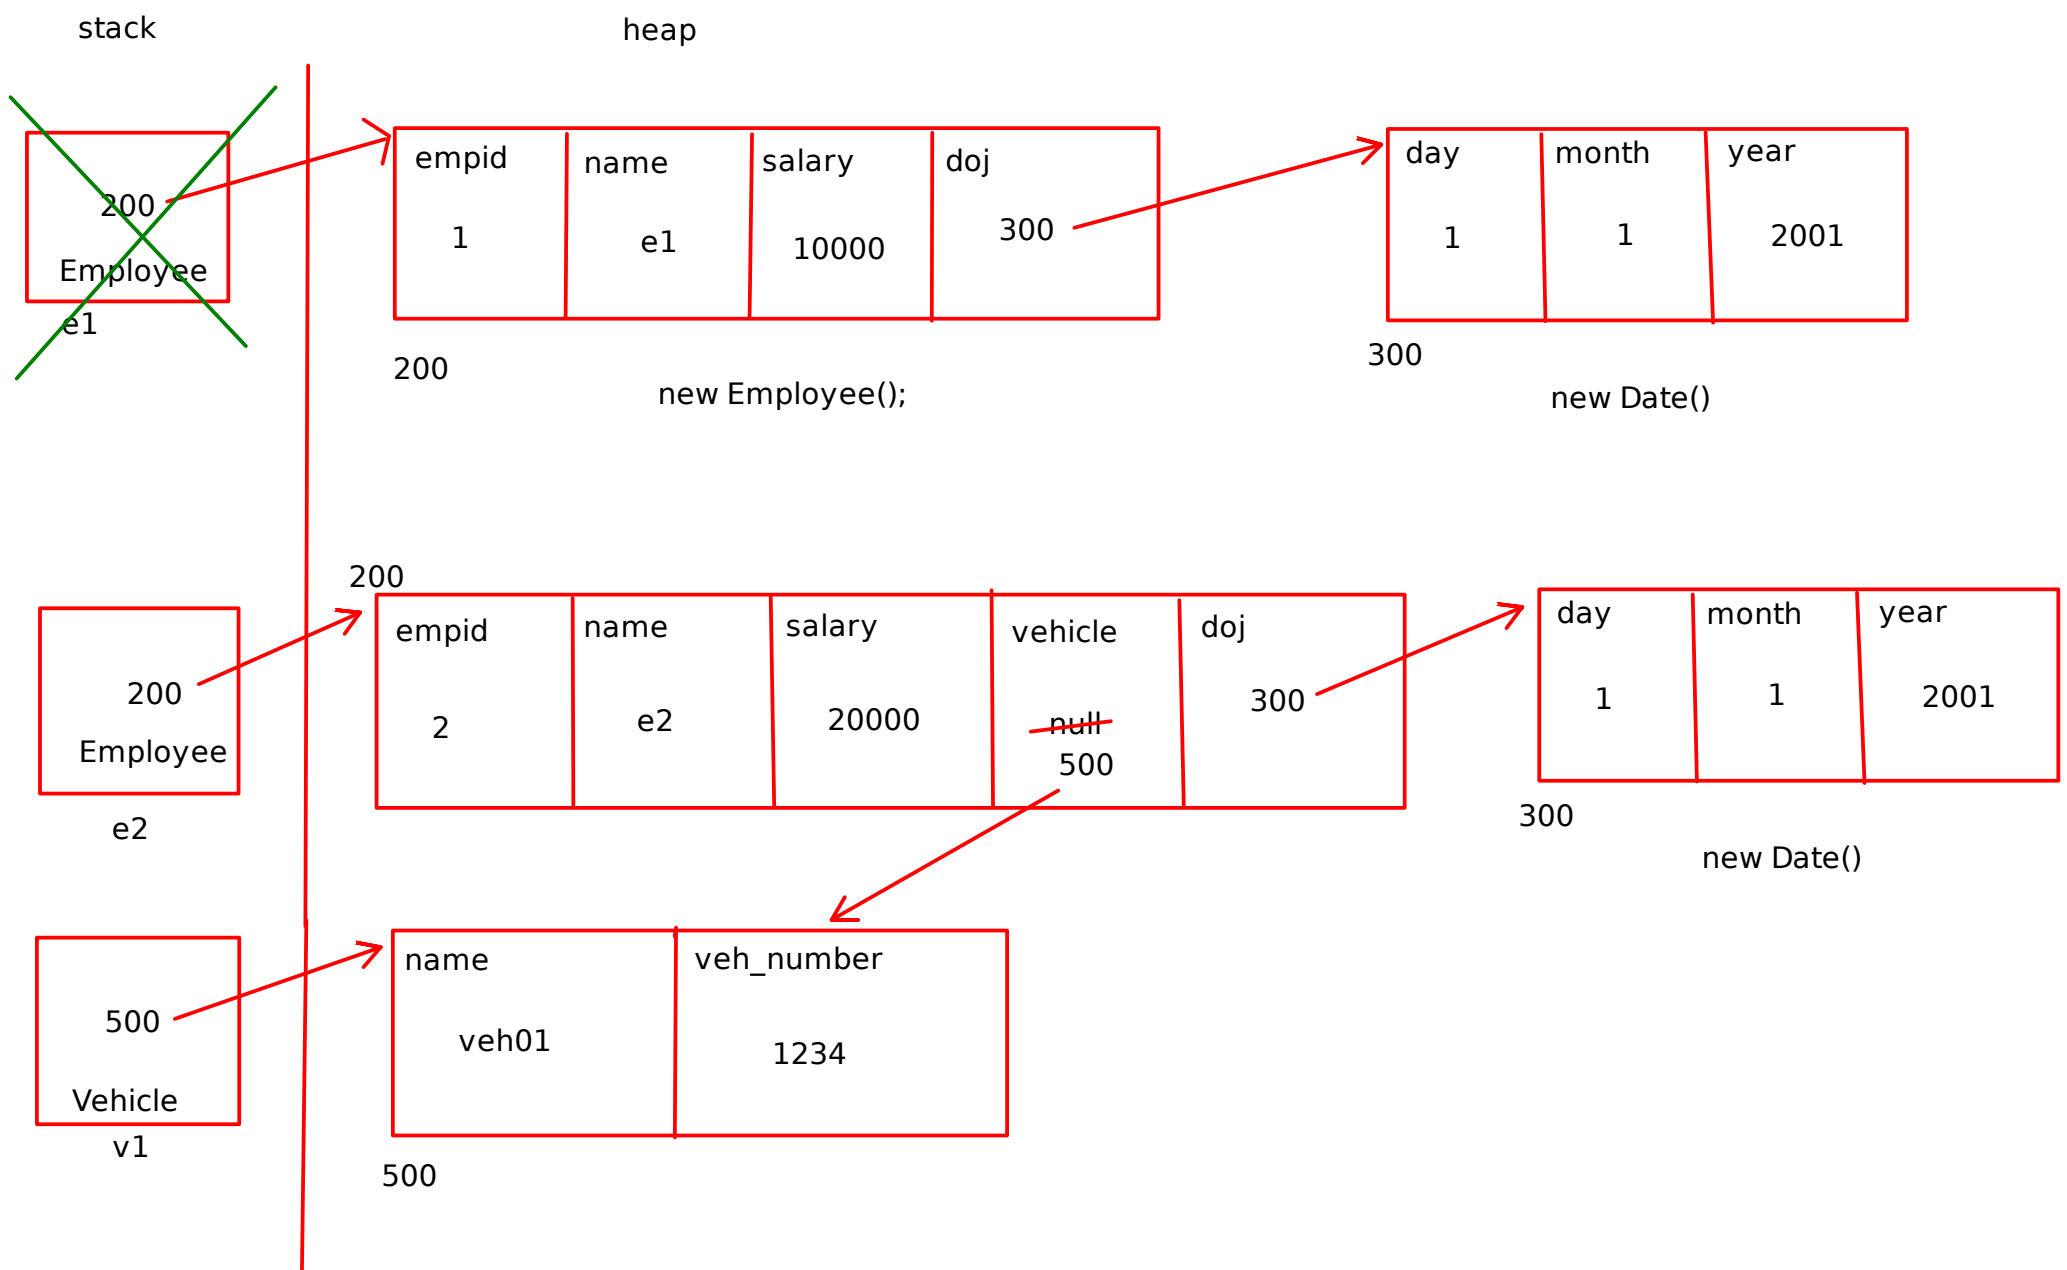 stack
heap
200
Employee
e1
empid
name
salary
doj
1
e1
10000
300
200
new Employee();
day
month
year
1
1
2001
300
new Date()
200
Employee
e2
200
empid
name
salary
vehicle
doj
2
e2
20000
null
500
300
day
month
year
1
1
2001
300
new Date()
500
Vehicle
v1
name
veh_number
veh01
1234
500